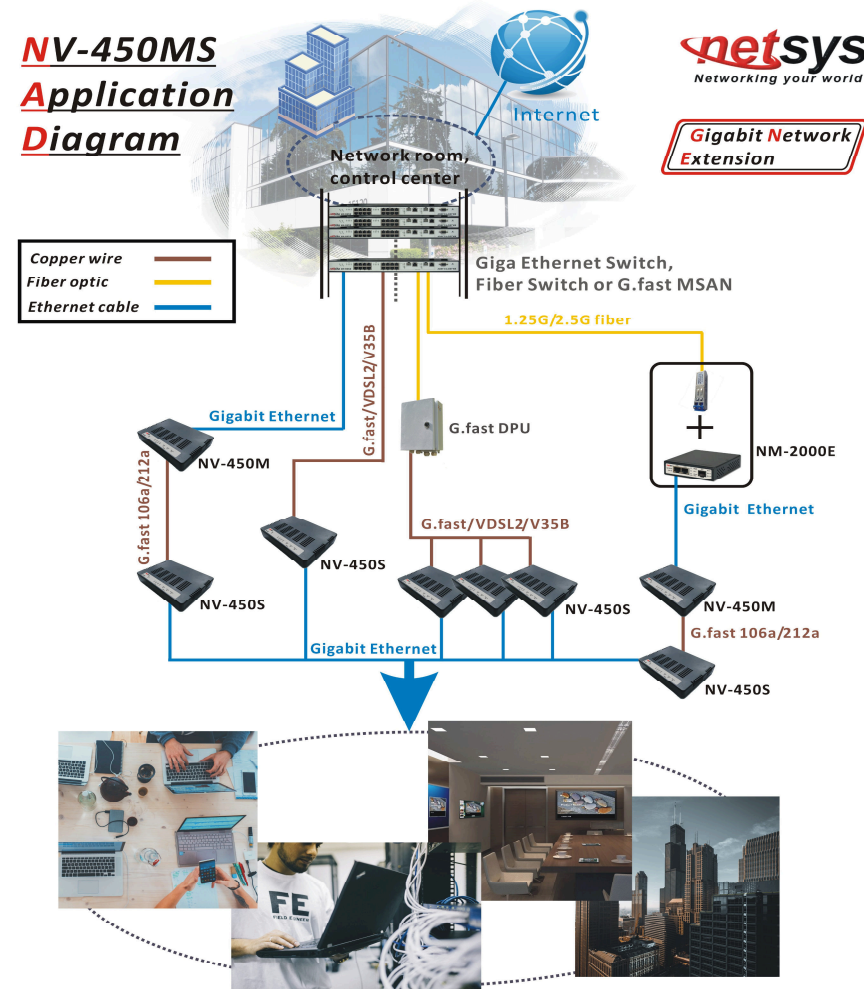 NV-450MS
Application
Diagram
Internet
netsys
Networking your world
Gigabit Network
Extension
Network room,
control center
Copper wire
Fiber optic
Ethernet cable
Giga Ethernet Switch,
Fiber Switch or G.fast MSAN
1.25G/2.5G fiber
G.fast/VDSL2/V35B
Gigabit Ethernet
G.fast DPU
NV-450M
NM-2000E
G.fast 106a/212a
Gigabit Ethernet
G.fast/VDSL2/V35B
NV-450S
NV-450S
NV-450S
NV-450M
G.fast 106a/212a
Gigabit Ethernet
NV-450S
FE
FIELD ENGINEER